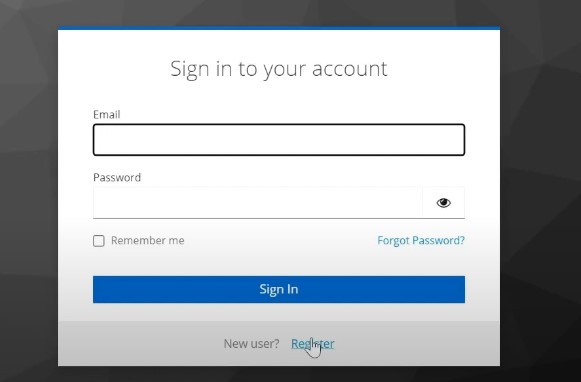 Sign in to your account
Email
Password
Remember me Forgot Password?
Sign In
New user? Register